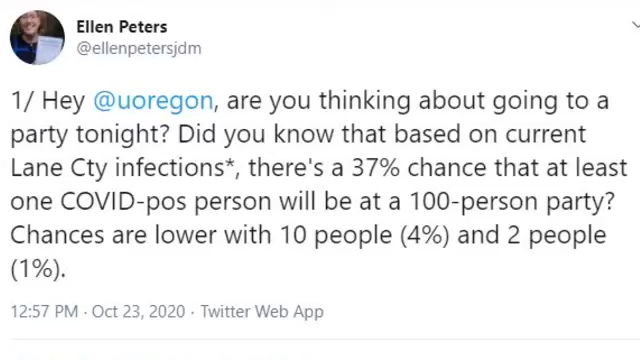 Ellen Peters
@ellenpetersjdm
1/ Hey @uoregon, are you thinking about going to a
party tonight? Did you know that based on current
Lane Cty infections*, there's a 37% chance that at least
one COVID-pos person will be at a 100-person party?
Chances are lower with 10 people (4%) and 2 people
(1%).
12:57 PM · Oct 23, 2020 · Twitter Web App